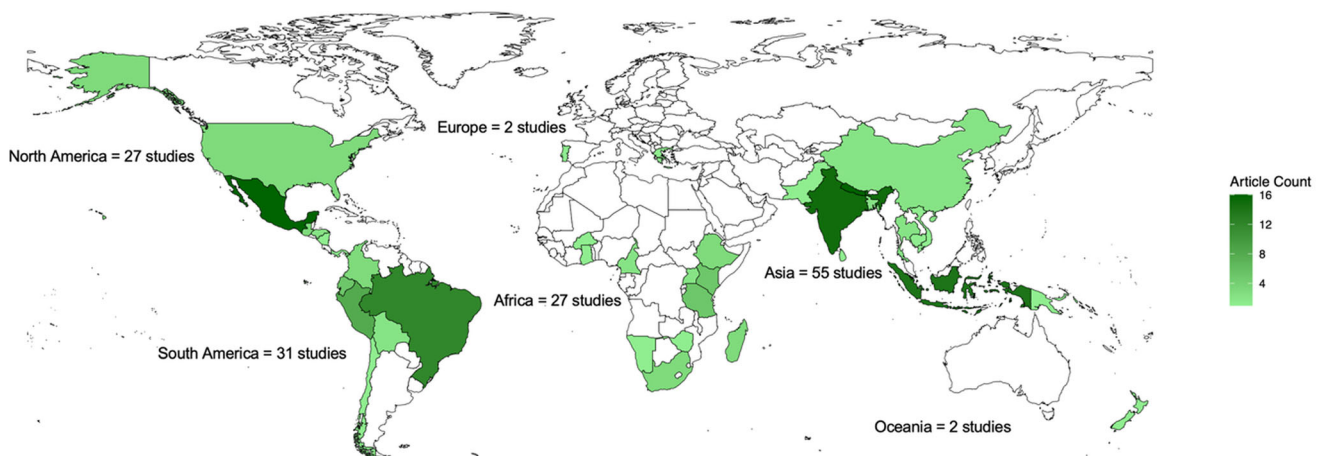 Europe = 2 studies
North America = 27 studies
Asia = 55 studies
Africa = 27 studies
South America = 31 studies
Oceania = 2 studies
Article Count
16
12
8
4